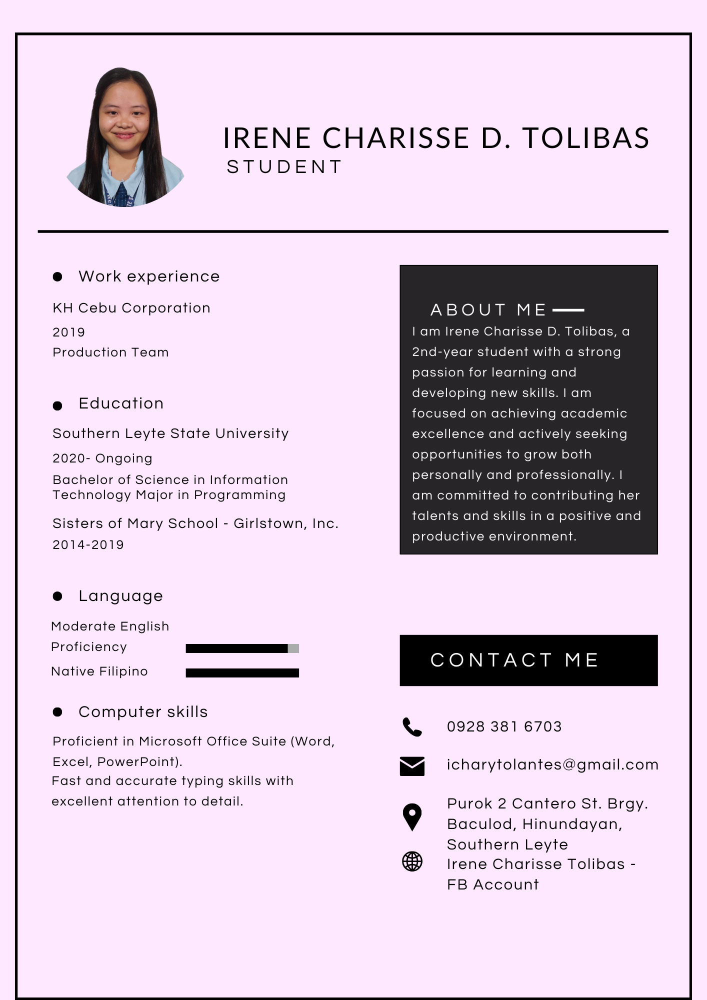 IRENE CHARISSE D. TOLIBAS
STUDENT
Work experience
KH Cebu Corporation
2019
Production Team
Education
Southern Leyte State University
2020- Ongoing
Bachelor of Science in Information
Technology Major in Programming
Sisters of Mary School - Girlstown, Inc.
2014-2019
Language
Moderate English
Proficiency
Native Filipino
Computer skills
Proficient in Microsoft Office Suite (Word,
Excel, PowerPoint).
Fast and accurate typing skills with
excellent attention to detail.
ABOUT ME
I am Irene Charisse D. Tolibas, a
2nd-year student with a strong
passion for learning and
developing new skills. I am
focused on achieving academic
excellence and actively seeking
opportunities to grow both
personally and professionally. I
am committed to contributing her
talents and skills in a positive and
productive environment.
CONTACT ME
0928 381 6703
icharytolantes@gmail.com
Purok 2 Cantero St. Brgy.
Baculod, Hinundayan,
Southern Leyte
Irene Charisse Tolibas -
FB Account